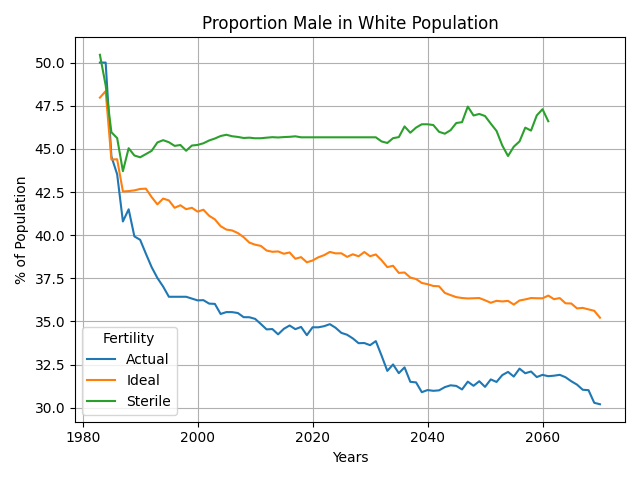 Proportion Male in White Population
% of Population
50.0
47.5
45.0
42.5
40.0
37.5
35.0
32.5
30.0
Fertility
Actual
Ideal
Sterile
1980
2000
2020
2040
2060
Years